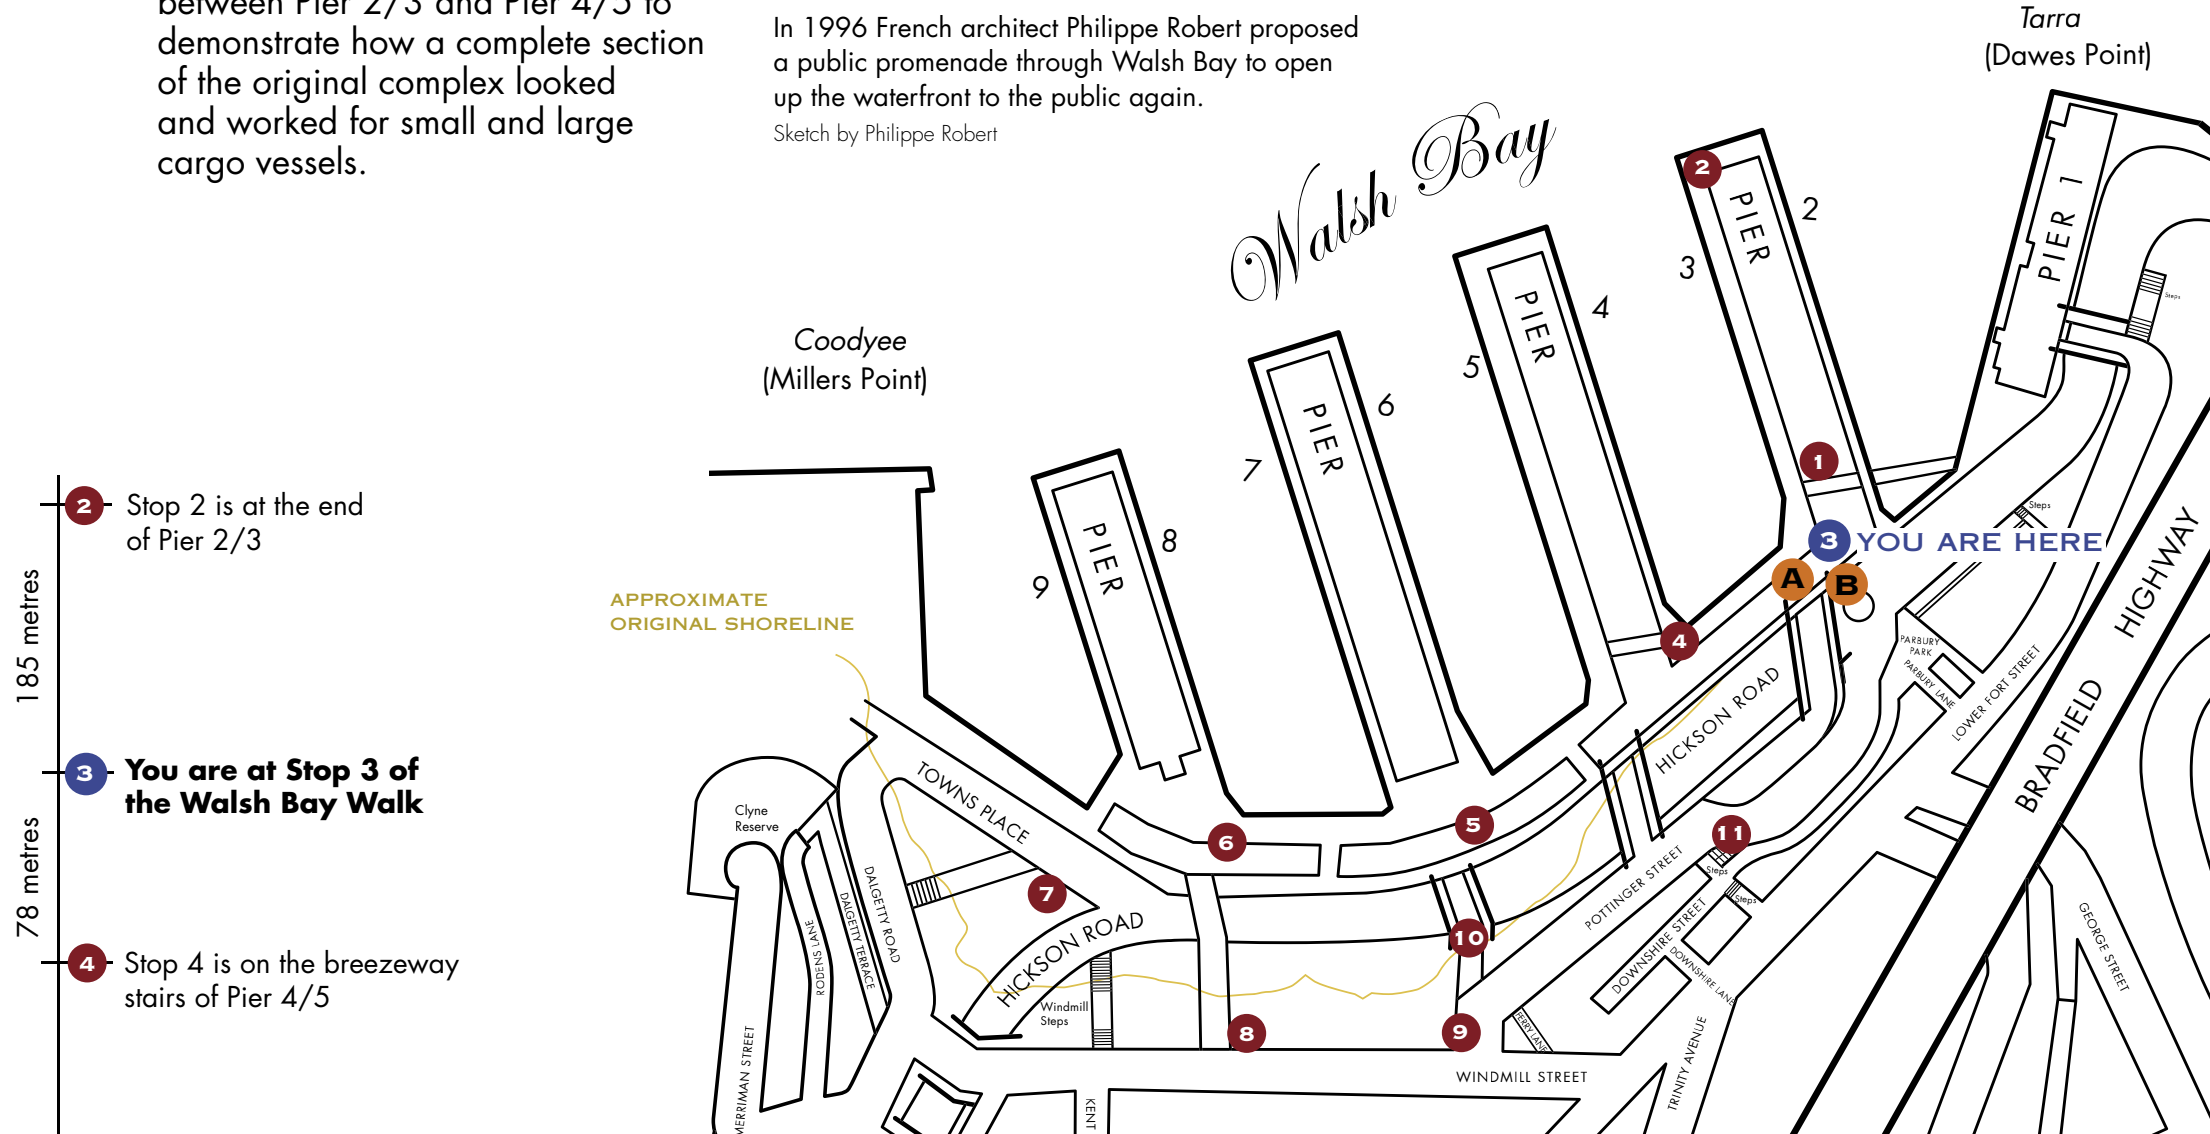 between Pier 2/3 and Pier 4/5 to
demonstrate how a complete section
of the original complex looked
and worked for small and large
cargo vessels.
In 1996 French architect Philippe Robert proposed
a public promenade through Walsh Bay to open
up the waterfront to the public again.
Sketch by Philippe Robert
Tarra
(Dawes Point)
Walsh Bay
Coodyee
(Millers Point)
APPROXIMATE
ORIGINAL SHORELINE
2
Stop 2 is at the end
of Pier 2/3
185 metres
3
You are at Stop 3 of
the Walsh Bay Walk
78 metres
4
Stop 4 is on the breezeway
stairs of Pier 4/5
PIER 1
2
PIER
2
3
PIER
4
5
PIER
6
7
PIER
8
9
1
3
YOU ARE HERE
A
B
4
5
6
7
8
9
10
11
Steps
Steps
Steps
Steps
PARBURY
PARK
PARBURY LANE
LOWER FORT STREET
BRADFIELD HIGHWAY
HICKSON ROAD
TOWNS PLACE
HICKSON ROAD
Clyne
Reserve
DALGETTY ROAD
DALGETTY TERRACE
RODENS LANE
MERRIMAN STREET
Windmill
Steps
POTTINGER STREET
DOWNSHIRE STREET
DOWNSHIRE LANE
FERRY LANE
WINDMILL STREET
TRINITY AVENUE
GEORGE STREET
KENT